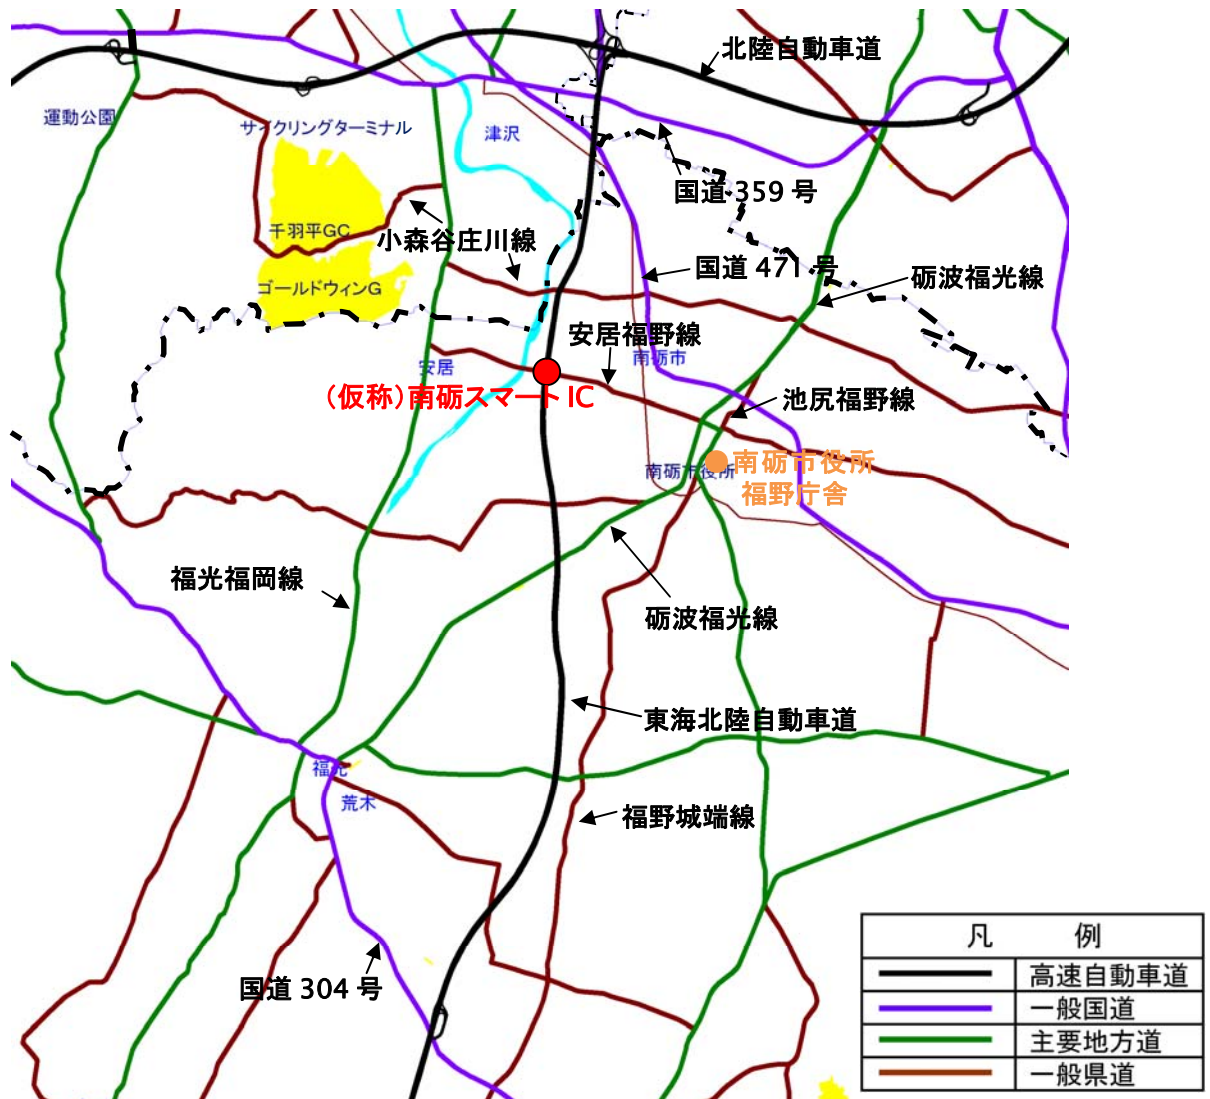 北陸自動車道
運動公園
サイクリングターミナル
津沢
国道 359 号
千羽平GC
小森谷庄川線
国道 471 号
砺波福光線
ゴールドウィンG
安居福野線
南砺市
安居
(仮称)南砺スマートIC
池尻福野線
南砺市役所
南砺市役所
福野庁舎
福光福岡線
砺波福光線
東海北陸自動車道
福光
荒木
福野城端線
国道 304 号
凡 例
高速自動車道
一般国道
主要地方道
一般県道